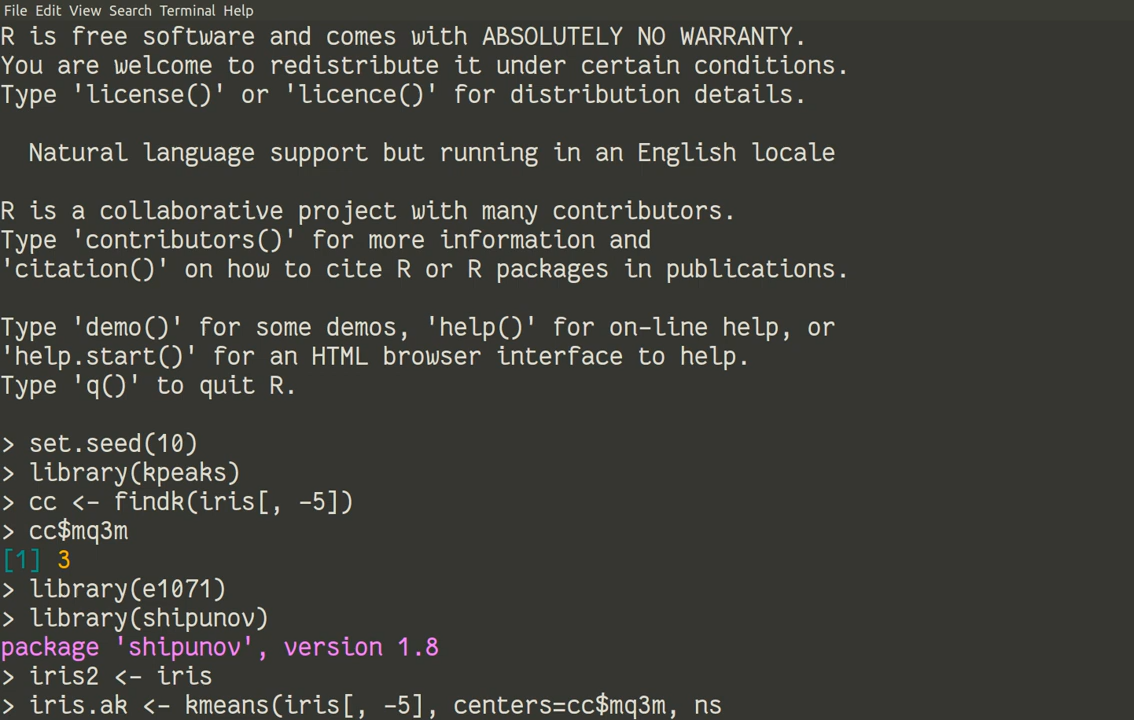 File Edit View Search Terminal Help
R is free software and comes with ABSOLUTELY NO WARRANTY.
You are welcome to redistribute it under certain conditions.
Type 'license()' or 'licence()' for distribution details.
Natural language support but running in an English locale
R is a collaborative project with many contributors.
Type 'contributors()' for more information and
'citation()' on how to cite R or R packages in publications.
Type 'demo()' for some demos, 'help()' for on-line help, or
'help.start()' for an HTML browser interface to help.
Type 'q()' to quit R.
> set.seed(10)
> library(kpeaks)
> cc <- findk(iris[, -5])
> cc$mq3m
[1] 3
> library(e1071)
> library(shipunov)
package 'shipunov', version 1.8
> iris2 <- iris
> iris.ak <- kmeans(iris[, -5], centers=cc$mq3m, ns